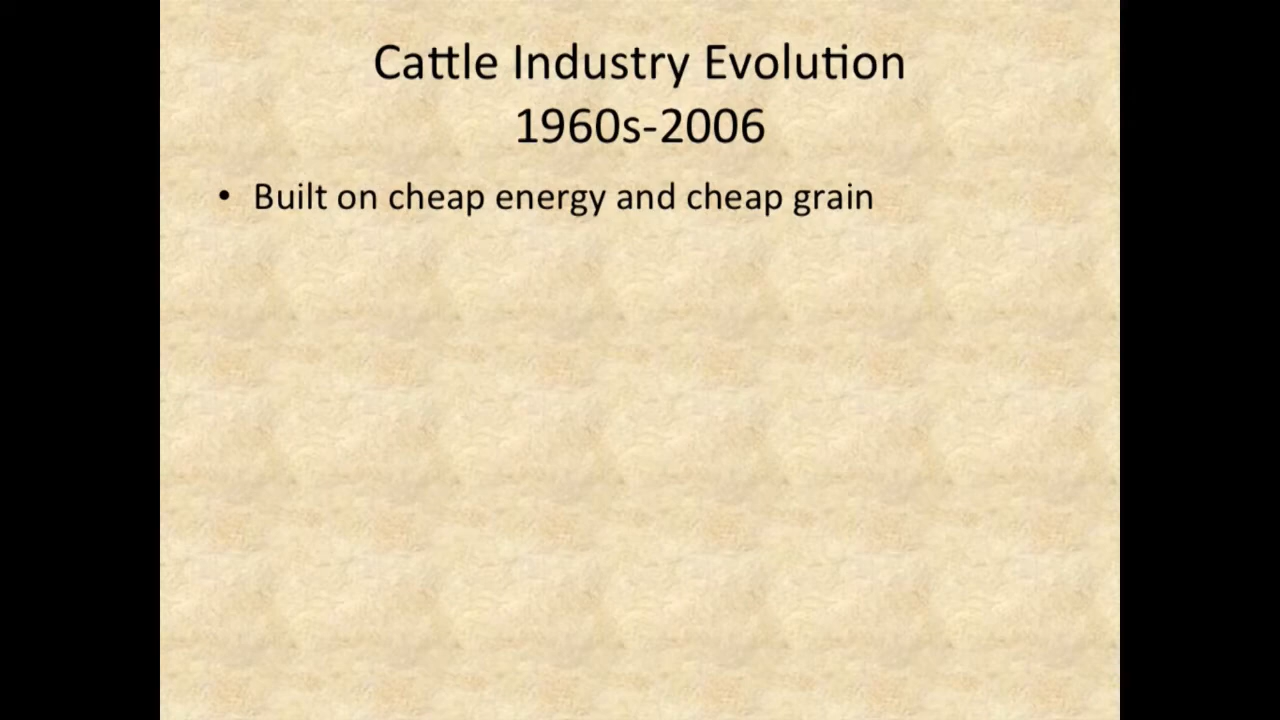 Cattle Industry Evolution
1960s-2006
• Built on cheap energy and cheap grain